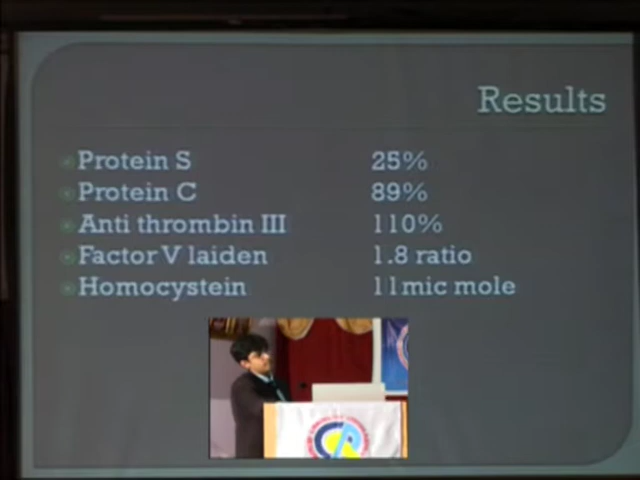 Results
Protein S 25%
Protein C 89%
Anti thrombin III 110%
Factor V laiden 1.8 ratio
Homocystein 11mic mole